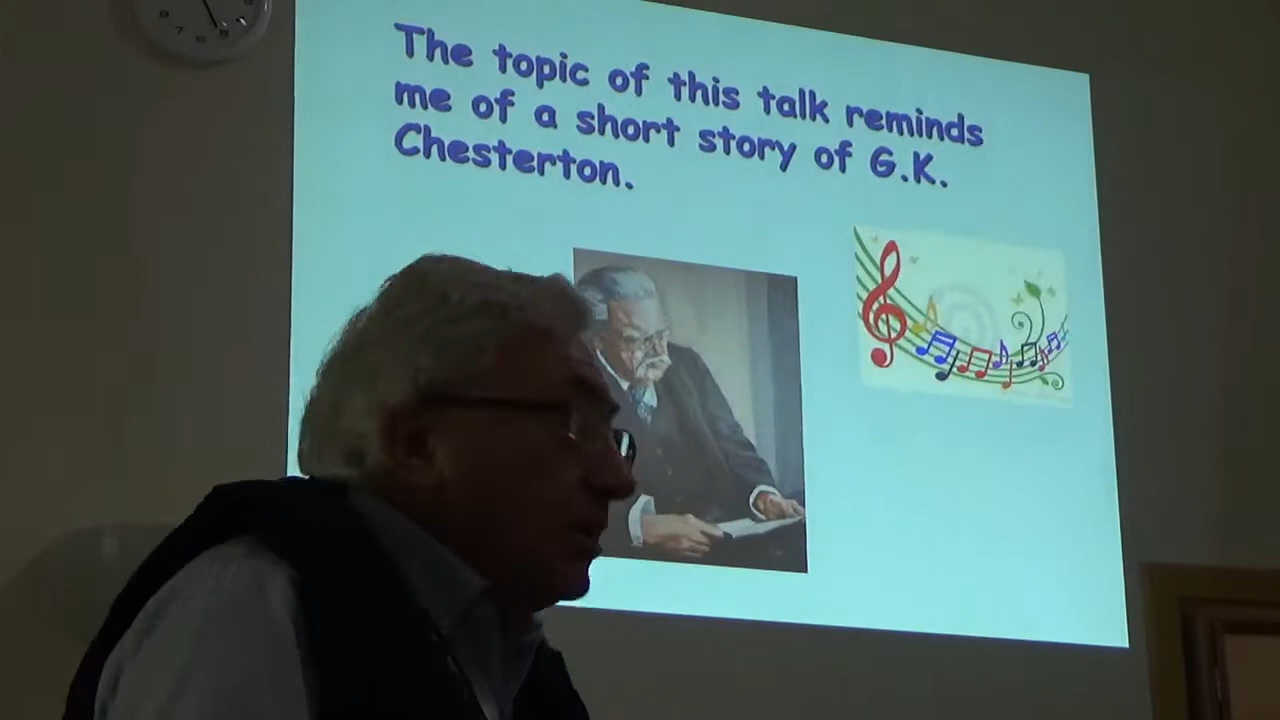 The topic of this talk reminds
me of a short story of G.K.
Chesterton.